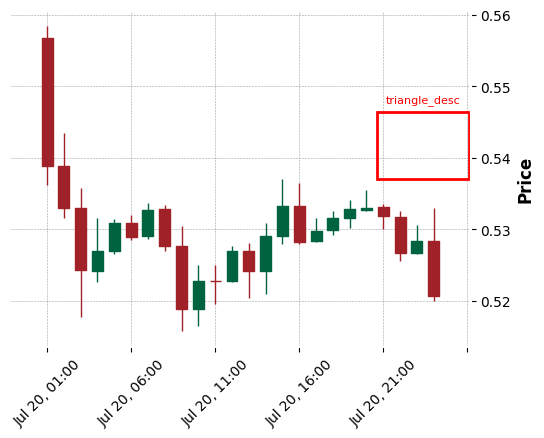 0.56
0.55
triangle_desc
0.54
0.53
0.52
Price
Jul 20, 01:00
Jul 20, 06:00
Jul 20, 11:00
Jul 20, 16:00
Jul 20, 21:00